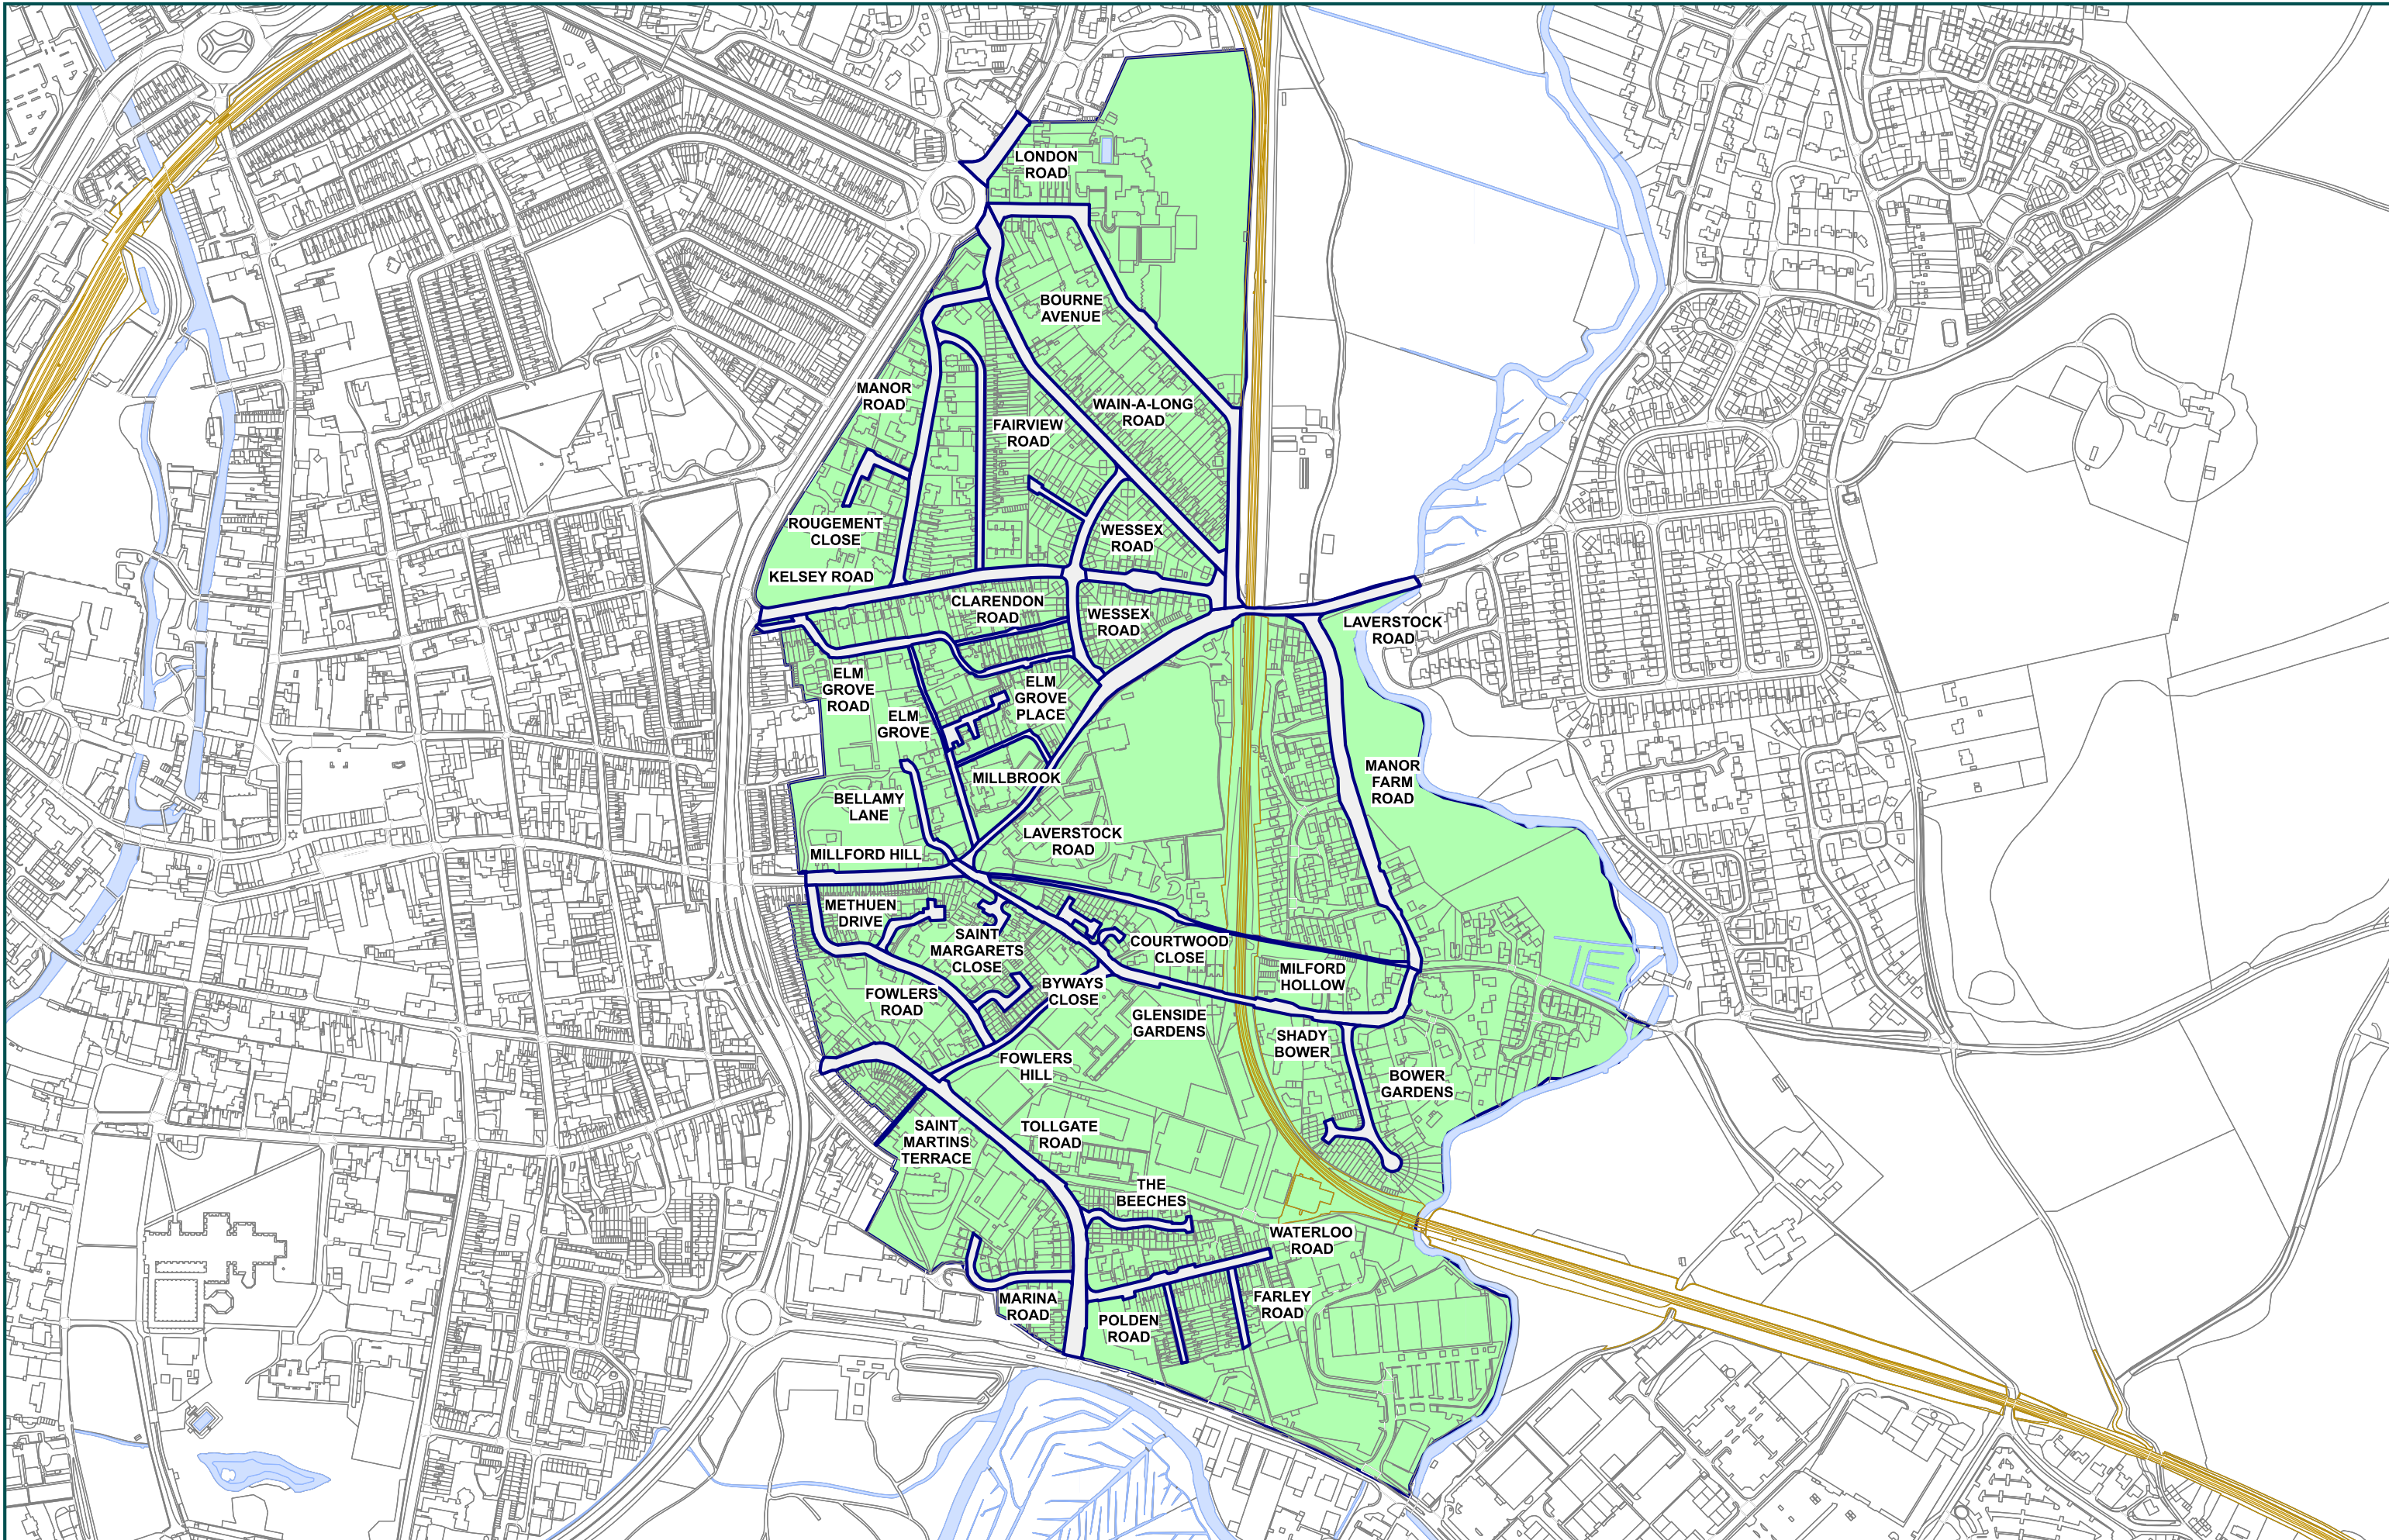 LONDON
ROAD
BOURNE
AVENUE
MANOR
ROAD
WAIN-A-LONG
ROAD
FAIRVIEW
ROAD
ROUGEMENT
CLOSE
WESSEX
ROAD
KELSEY ROAD
CLARENDON
ROAD
WESSEX
ROAD
LAVERSTOCK
ROAD
ELM
GROVE
ROAD
ELM
GROVE
PLACE
ELM
GROVE
MILLBROOK
MANOR
FARM
ROAD
BELLAMY
LANE
LAVERSTOCK
ROAD
MILLFORD HILL
METHUEN
DRIVE
SAINT
MARGARETS
CLOSE
COURTWOOD
CLOSE
MILFORD
HOLLOW
BYWAYS
CLOSE
FOWLERS
ROAD
GLENSIDE
GARDENS
SHADY
BOWER
FOWLERS
HILL
BOWER
GARDENS
SAINT
MARTINS
TERRACE
TOLLGATE
ROAD
THE
BEECHES
WATERLOO
ROAD
MARINA
ROAD
POLDEN
ROAD
FARLEY
ROAD